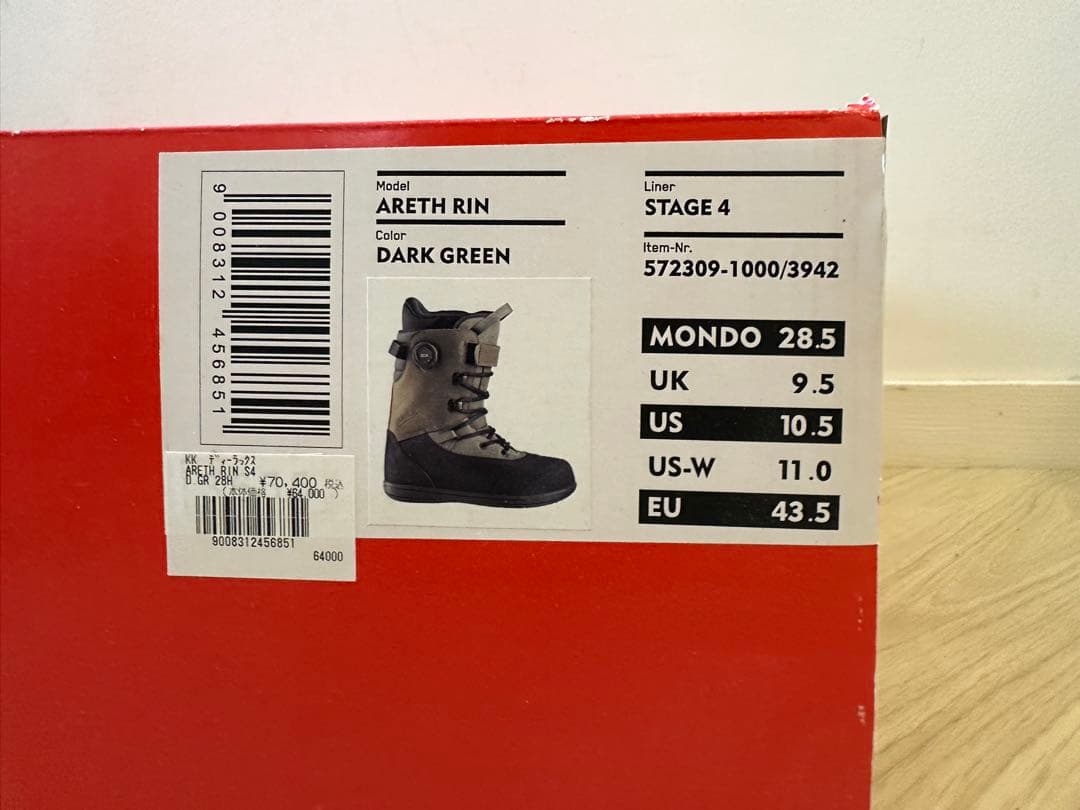 9 008312 456851
Model
ARETH RIN
Color
DARK GREEN
Liner
STAGE 4
Item-Nr.
572309-1000/3942
MONDO 28.5
UK 9.5
US 10.5
US-W 11.0
EU 43.5
KK ディーラックス
ARETH RIN S4
D GR 28H ¥70,400 税込
(本体価格 ¥64,000 )
9008312456851
64000